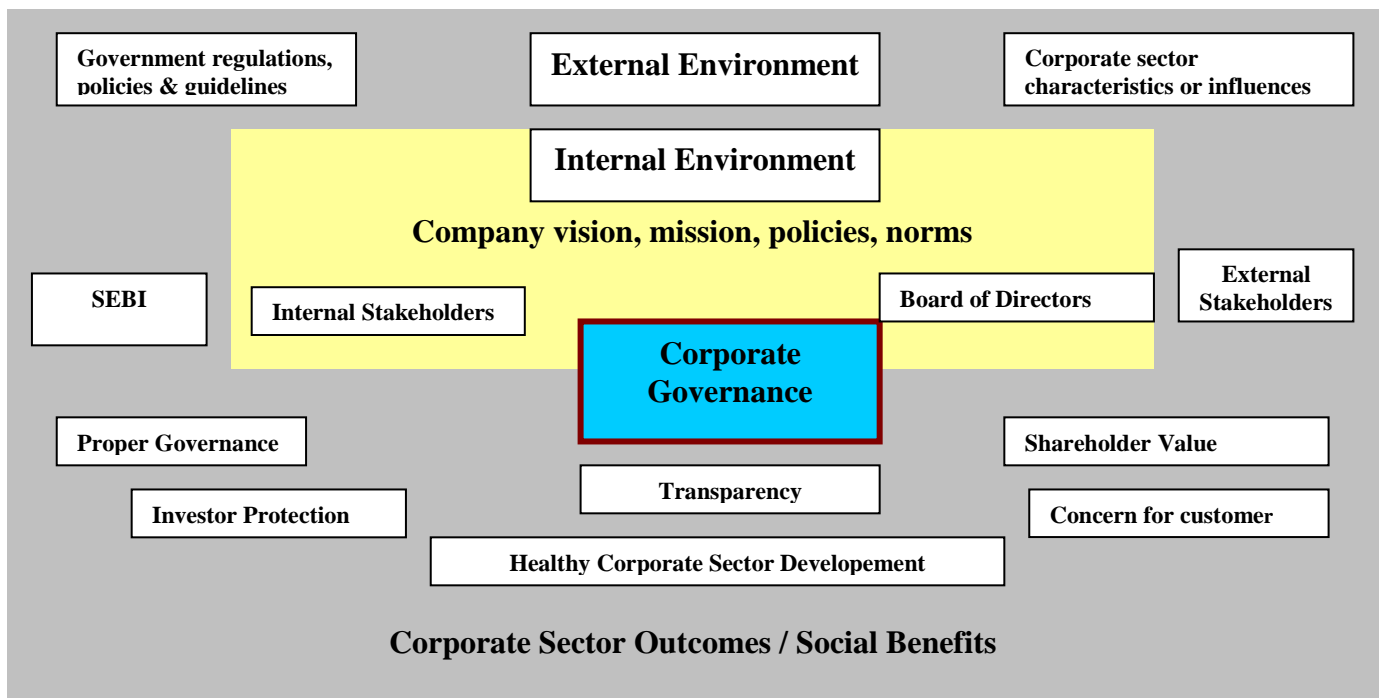 Government regulations,
policies & guidelines
External Environment
Corporate sector
characteristics or influences
Internal Environment
Company vision, mission, policies, norms
SEBI
Internal Stakeholders
Board of Directors
External
Stakeholders
Corporate
Governance
Proper Governance
Shareholder Value
Transparency
Investor Protection
Concern for customer
Healthy Corporate Sector Developement
Corporate Sector Outcomes / Social Benefits